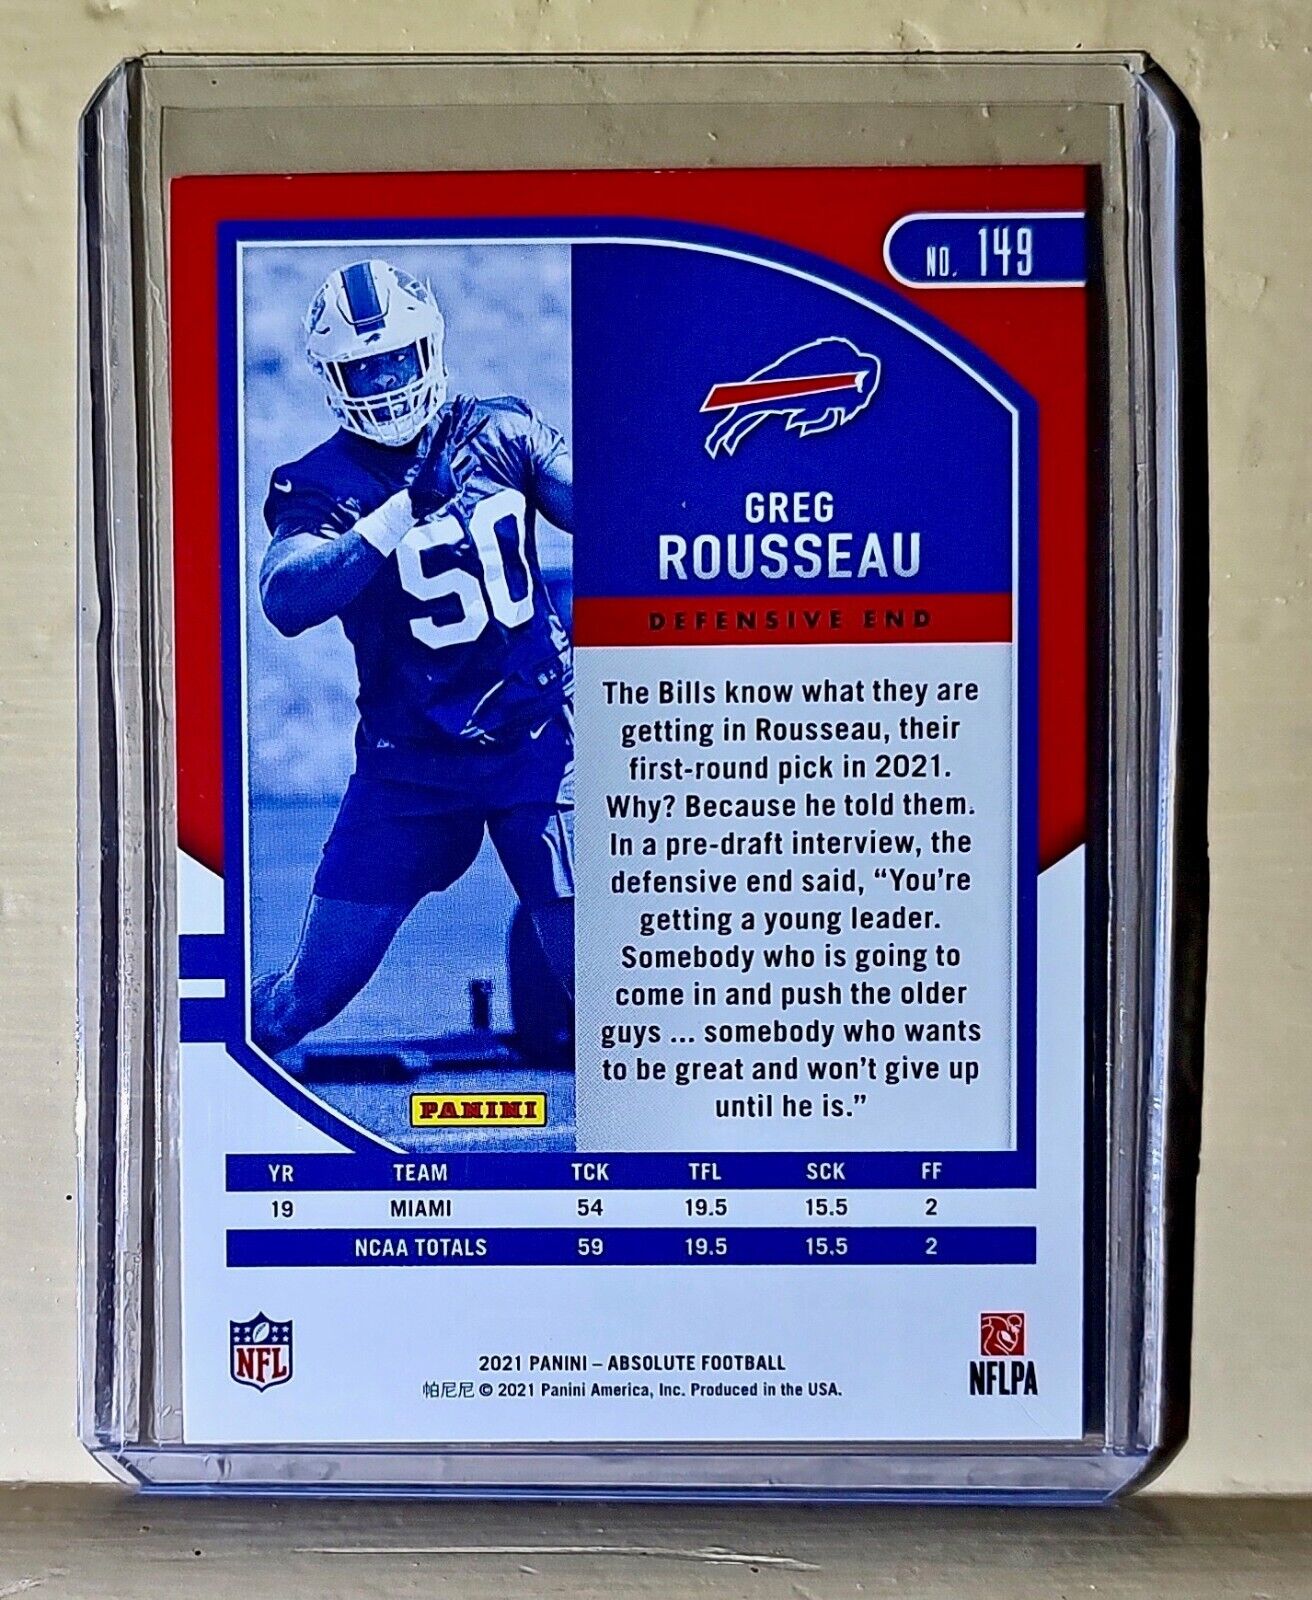 NO. 149
GREG
ROUSSEAU
DEFENSIVE END
50
The Bills know what they are
getting in Rousseau, their
first-round pick in 2021.
Why? Because he told them.
In a pre-draft interview, the
defensive end said, “You’re
getting a young leader.
Somebody who is going to
come in and push the older
guys ... somebody who wants
to be great and won’t give up
until he is.”
PANINI
YR TEAM TCK TFL SCK FF
19 MIAMI 54 19.5 15.5 2
NCAA TOTALS 59 19.5 15.5 2
NFL
NFLPA
2021 PANINI – ABSOLUTE FOOTBALL
帕尼尼 © 2021 Panini America, Inc. Produced in the USA.